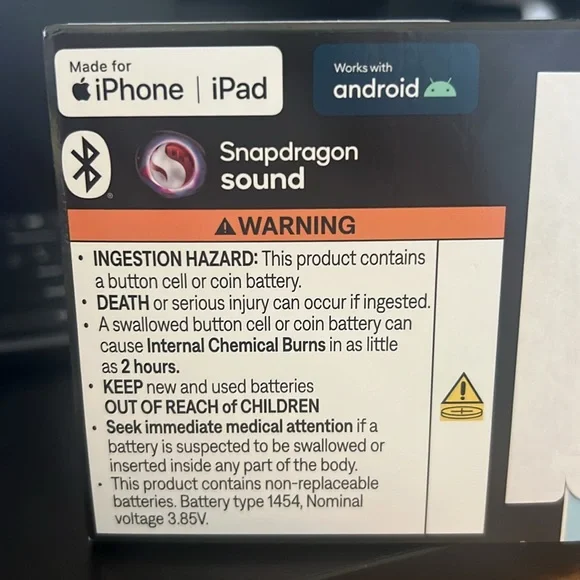 Made for
iPhone | iPad
Works with
android
Snapdragon
sound
WARNING
• INGESTION HAZARD: This product contains
a button cell or coin battery.
• DEATH or serious injury can occur if ingested.
• A swallowed button cell or coin battery can
cause Internal Chemical Burns in as little
as 2 hours.
• KEEP new and used batteries
OUT OF REACH of CHILDREN
• Seek immediate medical attention if a
battery is suspected to be swallowed or
inserted inside any part of the body.
• This product contains non-replaceable
batteries. Battery type 1454, Nominal
voltage 3.85V.